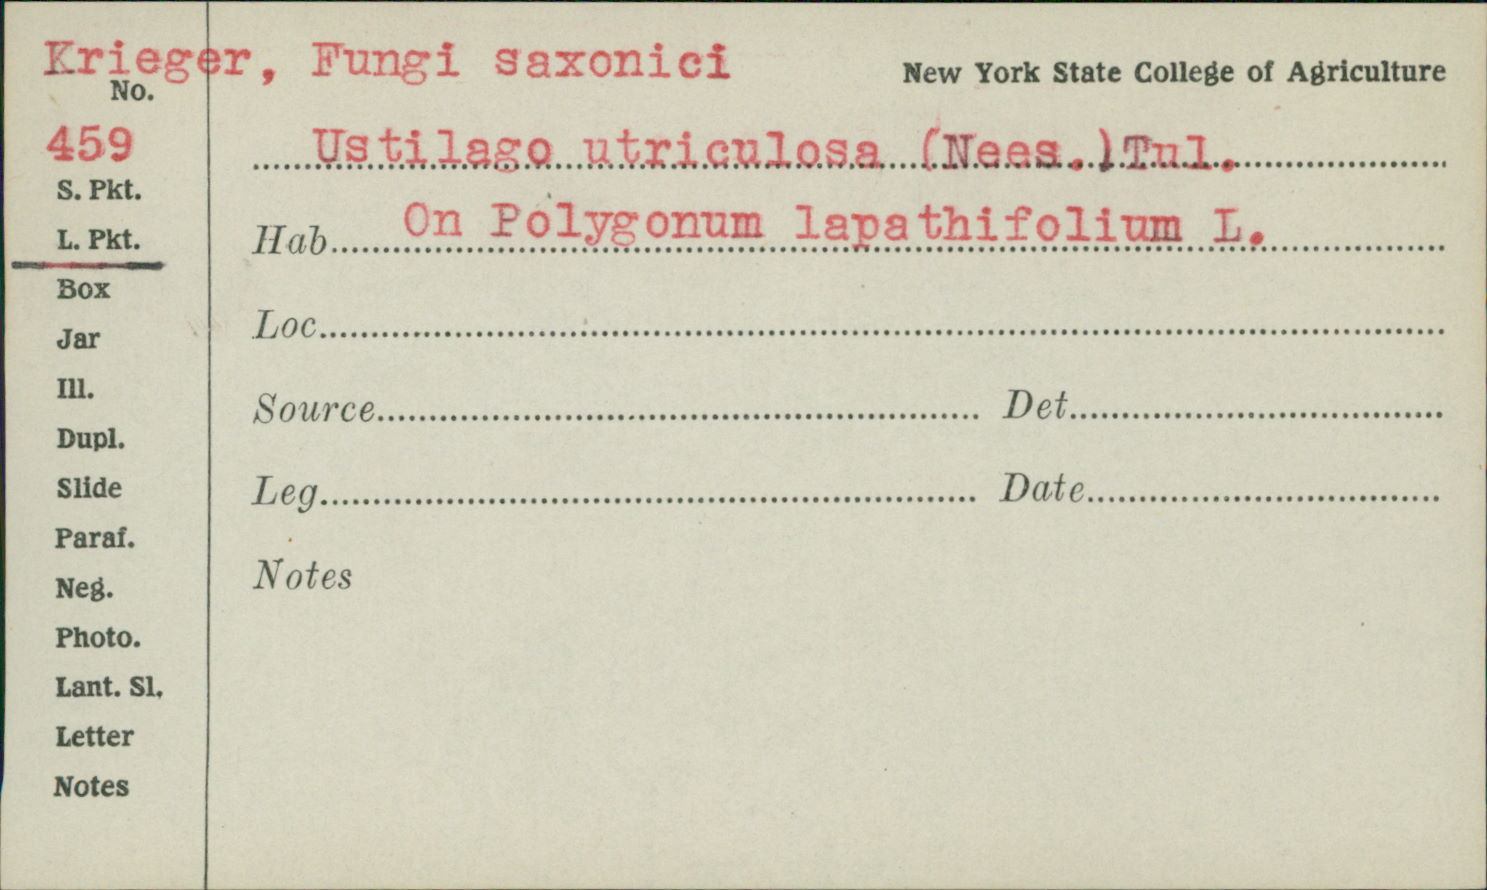 Krieger, Fungi saxonici
New York State College of Agriculture
No.
459
Ustilago utriculosa (Nees.)Tul.
S. Pkt.
Hab. On Polygonum lapathifolium L.
L. Pkt.
Box
Loc.
Jar
Ill.
Source Det.
Dupl.
Slide
Leg. Date
Paraf.
Notes
Neg.
Photo.
Lant. Sl.
Letter
Notes